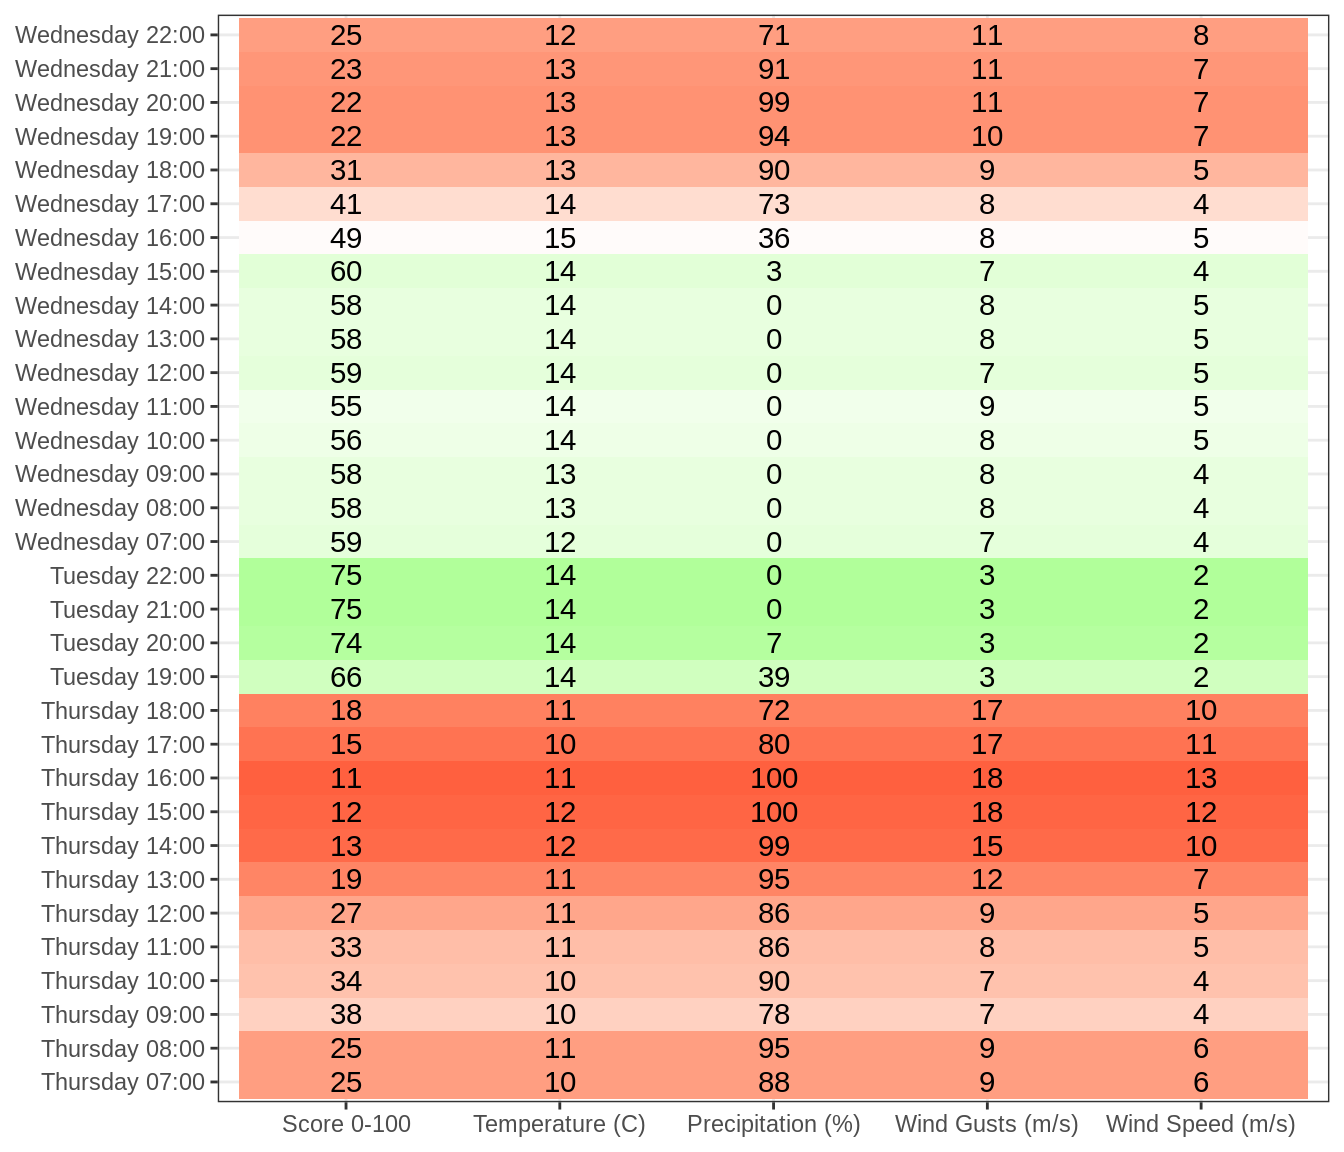 Wednesday 22:00 25 12 71 11 8
Wednesday 21:00 23 13 91 11 7
Wednesday 20:00 22 13 99 11 7
Wednesday 19:00 22 13 94 10 7
Wednesday 18:00 31 13 90 9 5
Wednesday 17:00 41 14 73 8 4
Wednesday 16:00 49 15 36 8 5
Wednesday 15:00 60 14 3 7 4
Wednesday 14:00 58 14 0 8 5
Wednesday 13:00 58 14 0 8 5
Wednesday 12:00 59 14 0 7 5
Wednesday 11:00 55 14 0 9 5
Wednesday 10:00 56 14 0 8 5
Wednesday 09:00 58 13 0 8 4
Wednesday 08:00 58 13 0 8 4
Wednesday 07:00 59 12 0 7 4
Tuesday 22:00 75 14 0 3 2
Tuesday 21:00 75 14 0 3 2
Tuesday 20:00 74 14 7 3 2
Tuesday 19:00 66 14 39 3 2
Thursday 18:00 18 11 72 17 10
Thursday 17:00 15 10 80 17 11
Thursday 16:00 11 11 100 18 13
Thursday 15:00 12 12 100 18 12
Thursday 14:00 13 12 99 15 10
Thursday 13:00 19 11 95 12 7
Thursday 12:00 27 11 86 9 5
Thursday 11:00 33 11 86 8 5
Thursday 10:00 34 10 90 7 4
Thursday 09:00 38 10 78 7 4
Thursday 08:00 25 11 95 9 6
Thursday 07:00 25 10 88 9 6
Score 0-100 Temperature (C) Precipitation (%) Wind Gusts (m/s) Wind Speed (m/s)